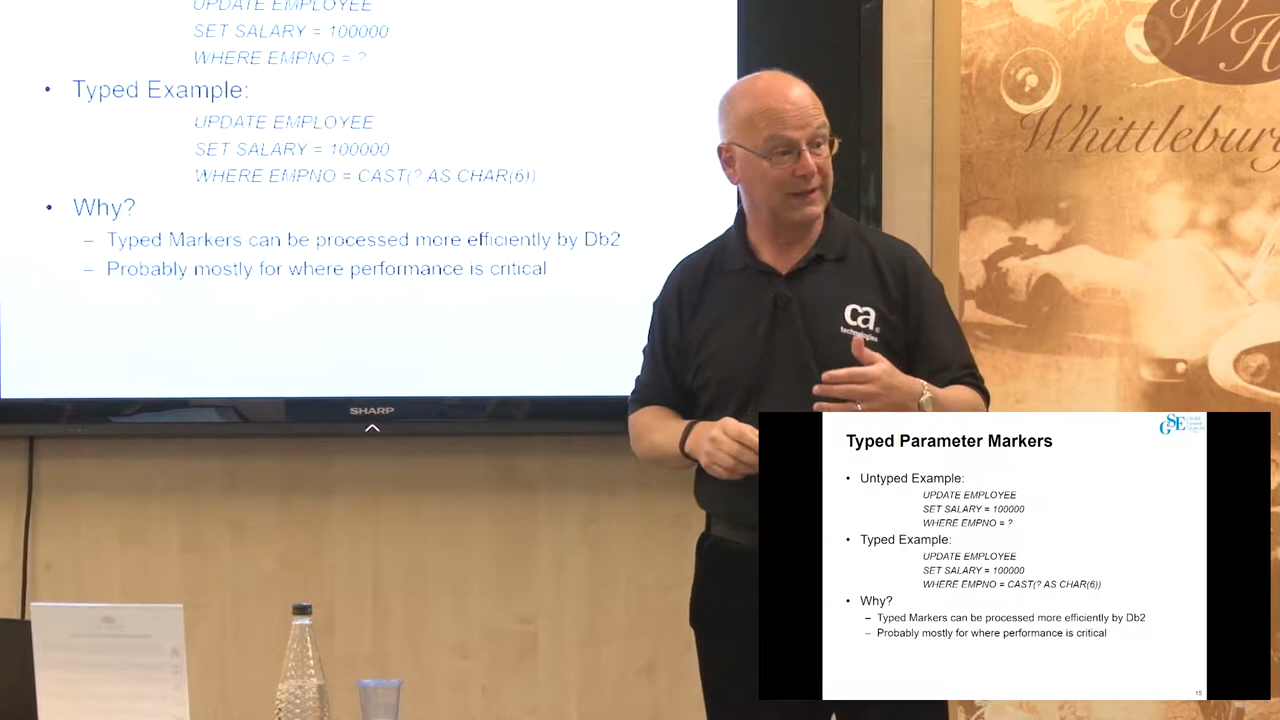 UPDATE EMPLOYEE
SET SALARY = 100000
WHERE EMPNO = ?
• Typed Example:
UPDATE EMPLOYEE
SET SALARY = 100000
WHERE EMPNO = CAST(? AS CHAR(6))
• Why?
– Typed Markers can be processed more efficiently by Db2
– Probably mostly for where performance is critical
SHARP
WH
Whittlebury
ca
technologies
GSE
Typed Parameter Markers
• Untyped Example:
UPDATE EMPLOYEE
SET SALARY = 100000
WHERE EMPNO = ?
• Typed Example:
UPDATE EMPLOYEE
SET SALARY = 100000
WHERE EMPNO = CAST(? AS CHAR(6))
• Why?
– Typed Markers can be processed more efficiently by Db2
– Probably mostly for where performance is critical
15